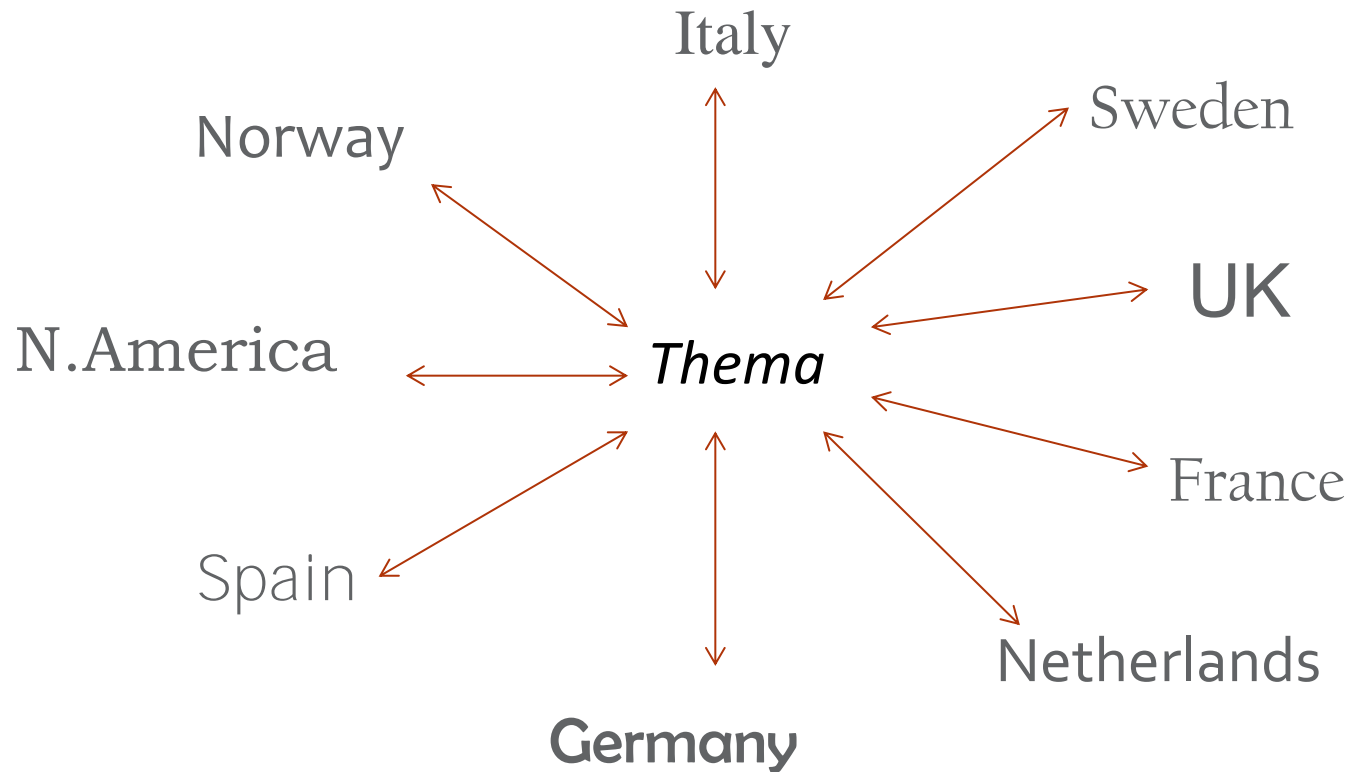 Italy
Sweden
Norway
UK
N.America
Thema
France
Spain
Netherlands
Germany